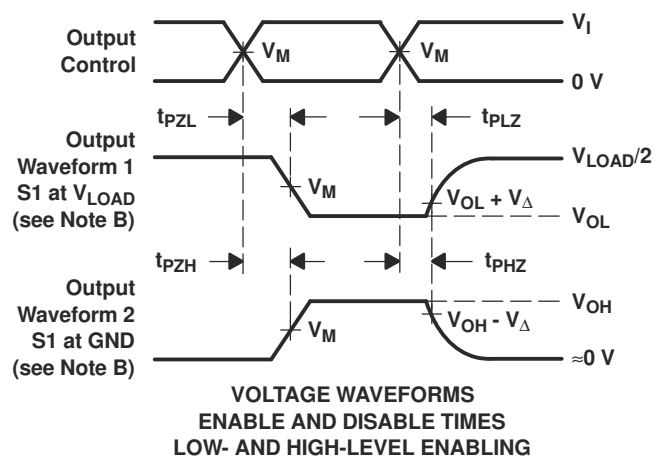 Output
Control
V_M
V_M
V_I
0 V
t_PZL
t_PLZ
Output
Waveform 1
S1 at V_LOAD
(see Note B)
V_M
V_OL + V_Δ
V_LOAD/2
V_OL
t_PZH
t_PHZ
Output
Waveform 2
S1 at GND
(see Note B)
V_M
V_OH - V_Δ
V_OH
≈0 V
VOLTAGE WAVEFORMS
ENABLE AND DISABLE TIMES
LOW- AND HIGH-LEVEL ENABLING